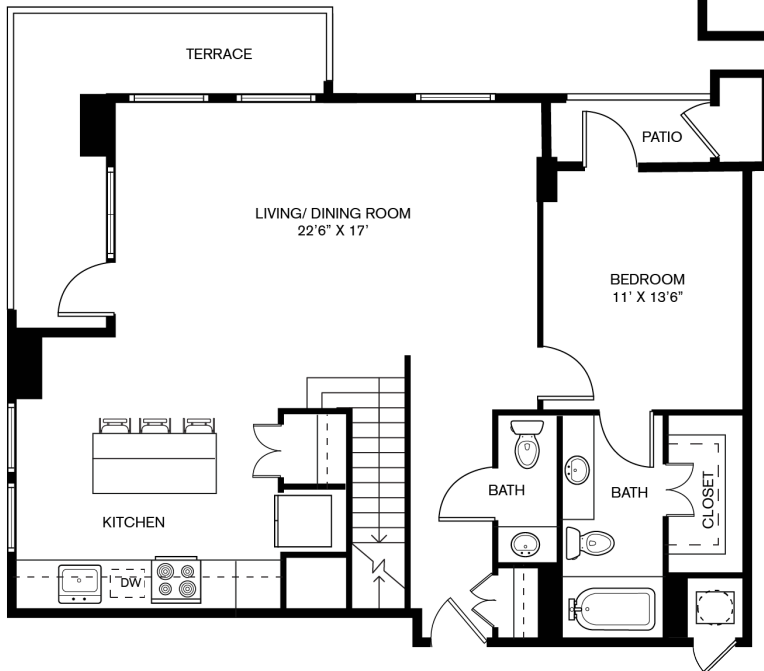 TERRACE
PATIO
LIVING/ DINING ROOM
22'6" X 17'
BEDROOM
11' X 13'6"
BATH
BATH
CLOSET
KITCHEN
DW